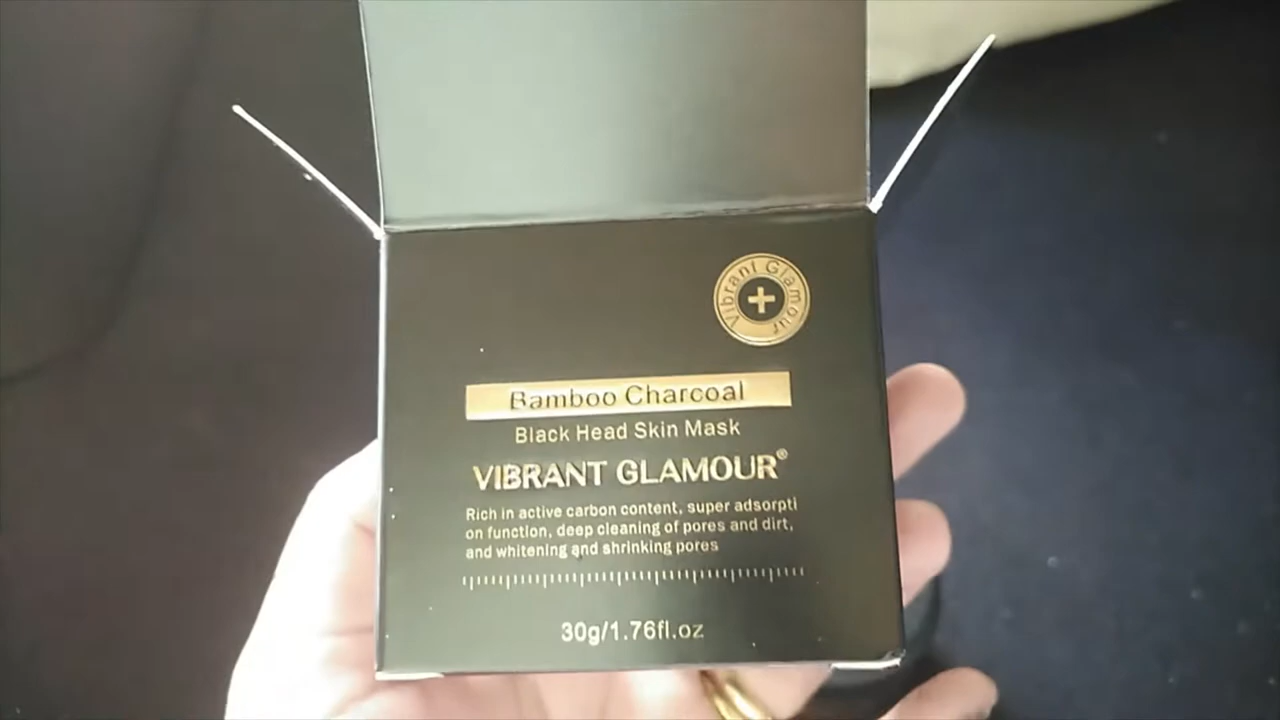 Vibrant Glamour
Bamboo Charcoal
Black Head Skin Mask
VIBRANT GLAMOUR®
Rich in active carbon content, super adsorpti
on function, deep cleaning of pores and dirt,
and whitening and shrinking pores
30g/1.76fl.oz